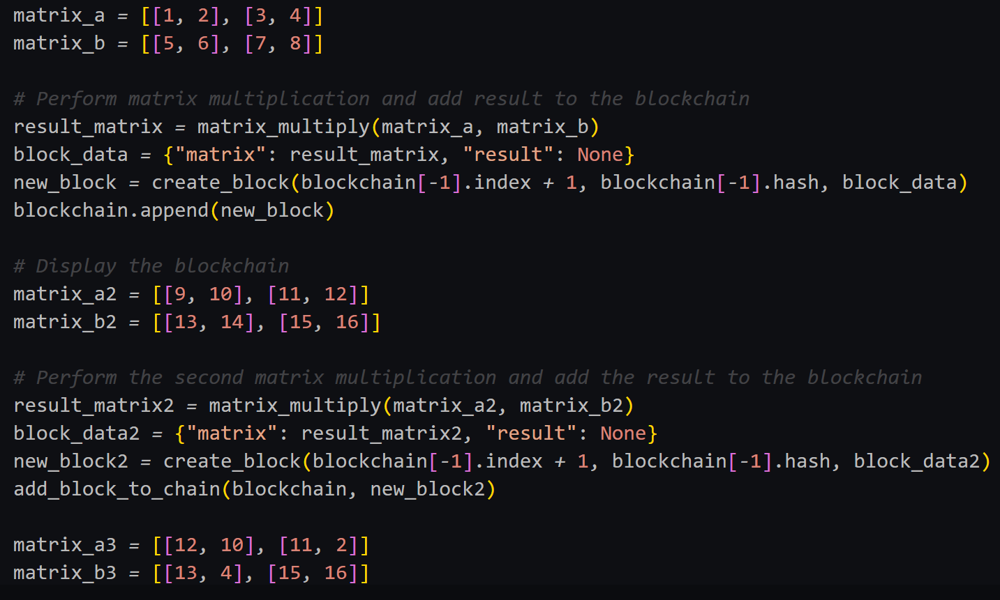 matrix_a = [[1, 2], [3, 4]]
matrix_b = [[5, 6], [7, 8]]
# Perform matrix multiplication and add result to the blockchain
result_matrix = matrix_multiply(matrix_a, matrix_b)
block_data = {"matrix": result_matrix, "result": None}
new_block = create_block(blockchain[-1].index + 1, blockchain[-1].hash, block_data)
blockchain.append(new_block)
# Display the blockchain
matrix_a2 = [[9, 10], [11, 12]]
matrix_b2 = [[13, 14], [15, 16]]
# Perform the second matrix multiplication and add the result to the blockchain
result_matrix2 = matrix_multiply(matrix_a2, matrix_b2)
block_data2 = {"matrix": result_matrix2, "result": None}
new_block2 = create_block(blockchain[-1].index + 1, blockchain[-1].hash, block_data2)
add_block_to_chain(blockchain, new_block2)
matrix_a3 = [[12, 10], [11, 2]]
matrix_b3 = [[13, 4], [15, 16]]